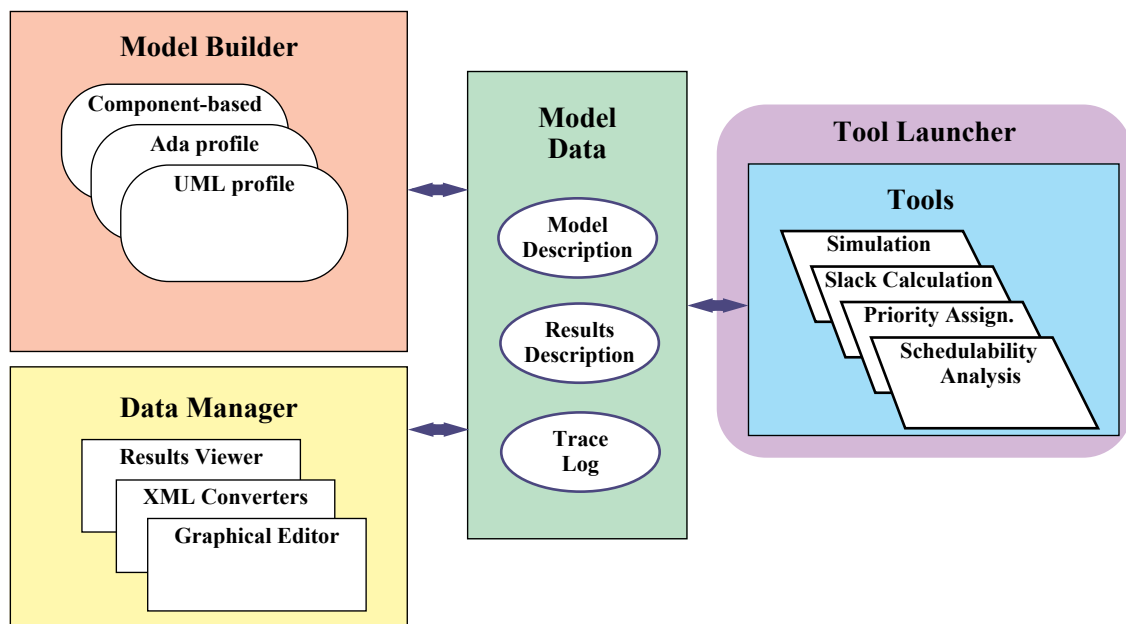 Model Builder
Component-based
Ada profile
UML profile
Data Manager
Results Viewer
XML Converters
Graphical Editor
Model
Data
Model
Description
Results
Description
Trace
Log
Tool Launcher
Tools
Simulation
Slack Calculation
Priority Assign.
Schedulability
Analysis